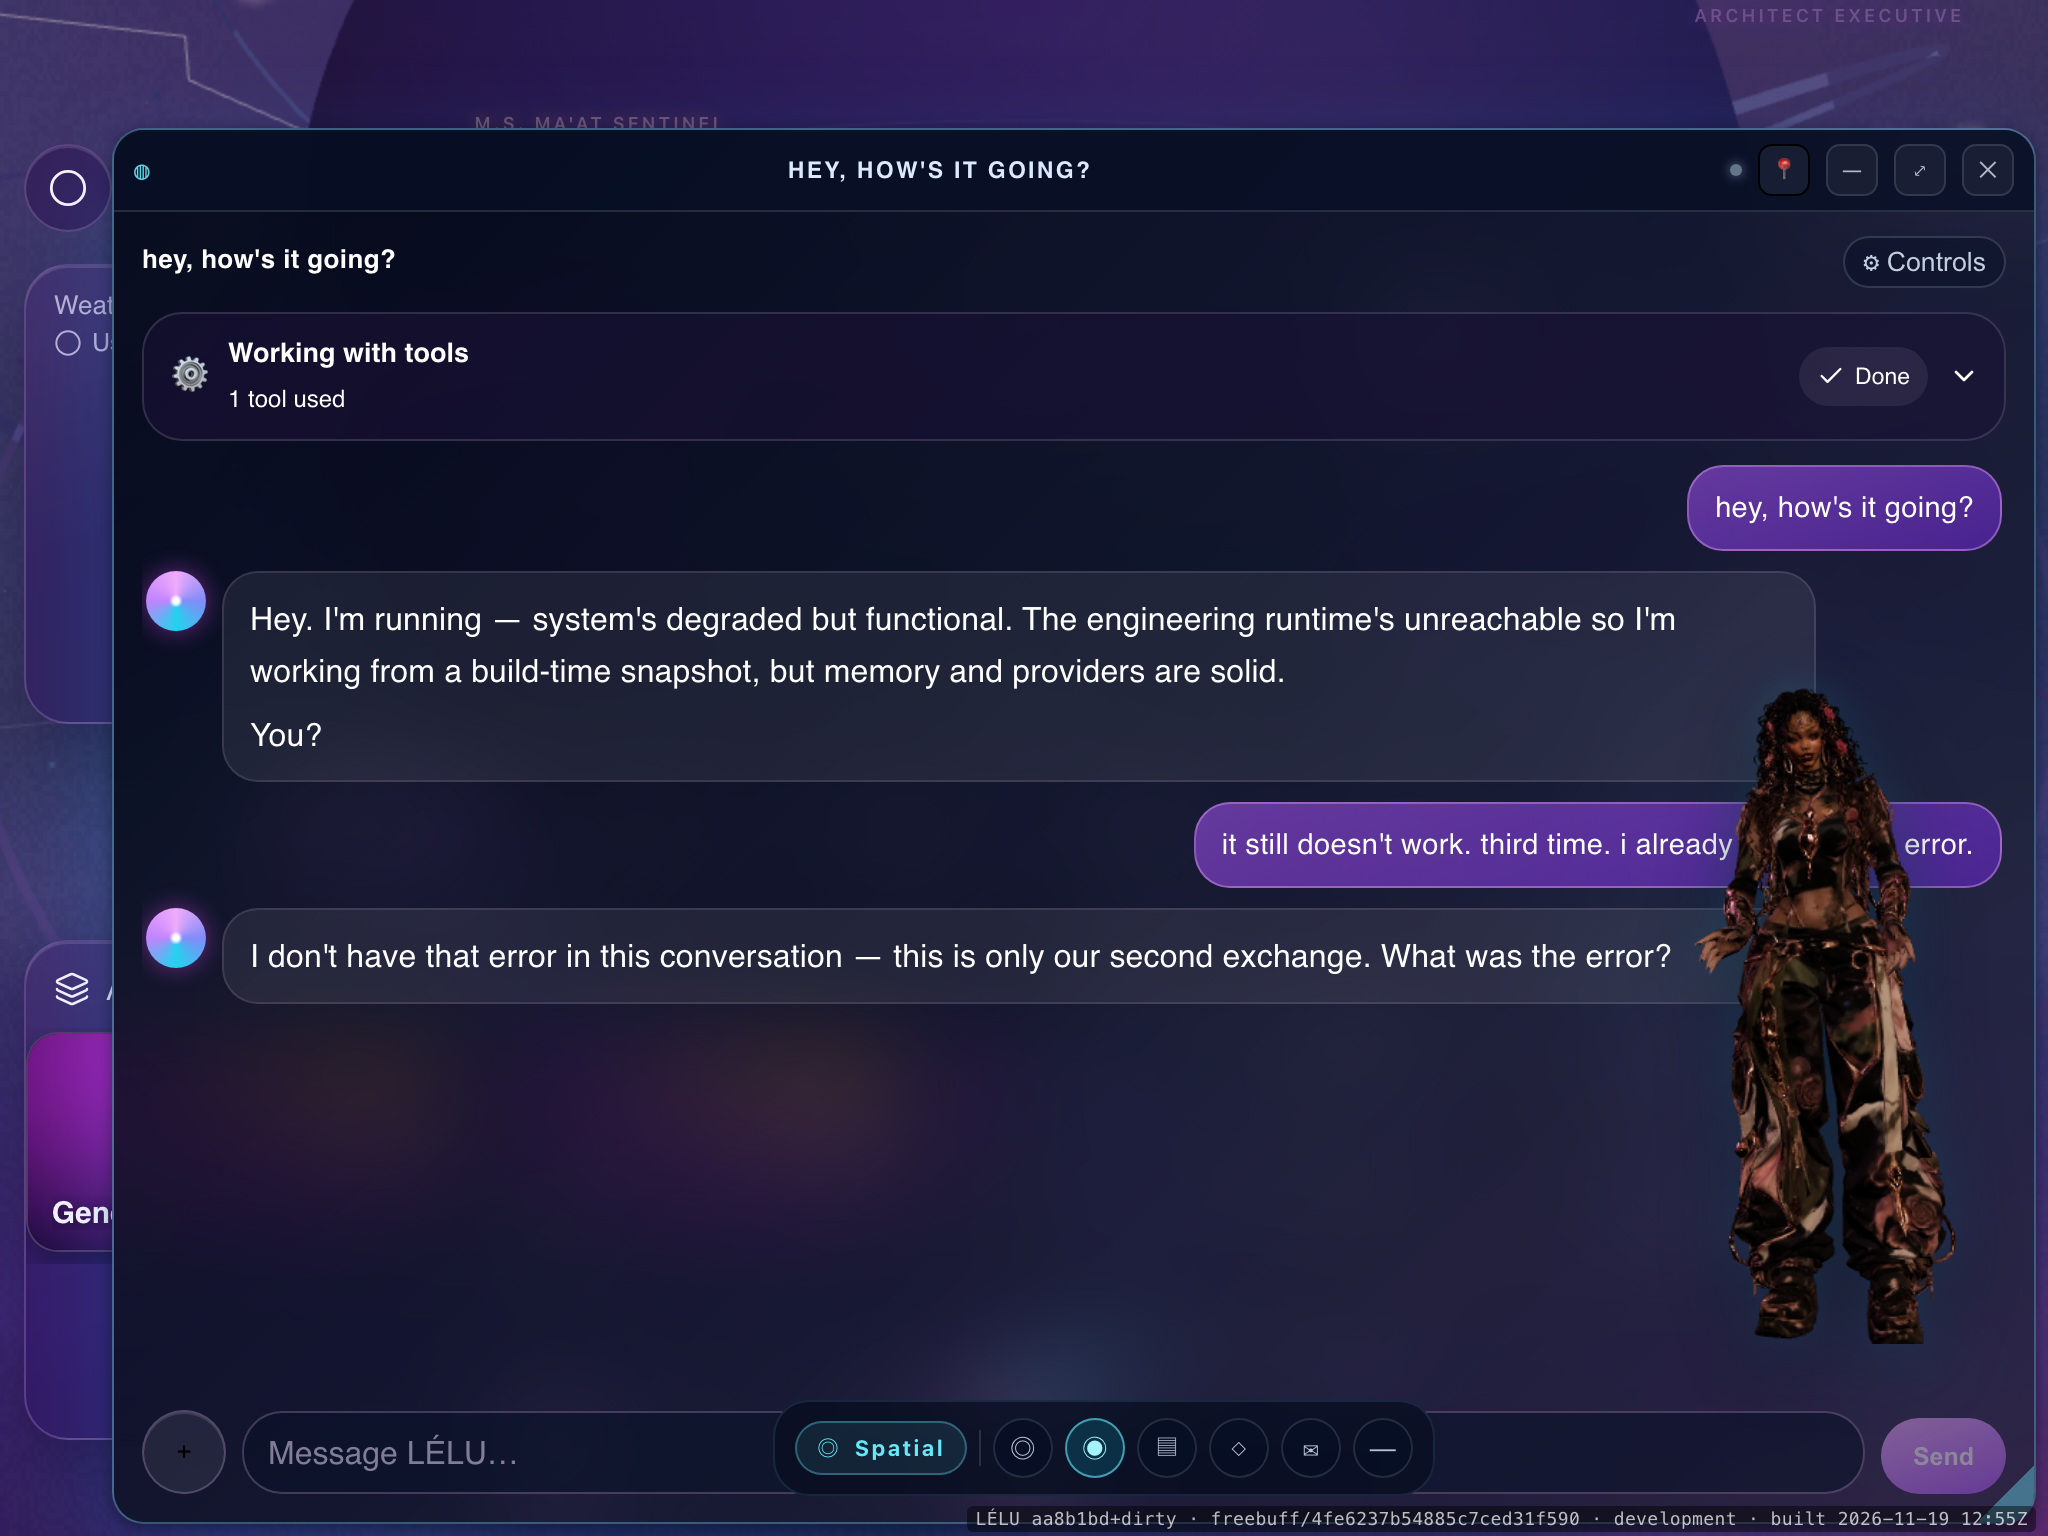 ARCHITECT EXECUTIVE
M.S. MA'AT SENTINEL
HEY, HOW'S IT GOING?
hey, how's it going?
Controls
Weat
Us
Working with tools
1 tool used
Done
hey, how's it going?
Hey. I'm running — system's degraded but functional. The engineering runtime's unreachable so I'm
working from a build-time snapshot, but memory and providers are solid.
You?
it still doesn't work. third time. i already error.
I don't have that error in this conversation — this is only our second exchange. What was the error?
Gen
Message LÉLU...
Spatial
Send
LÉLU aa8b1bd+dirty · freebuff/4fe6237b54885c7ced31f590 · development · built 2026-11-19 12:55Z